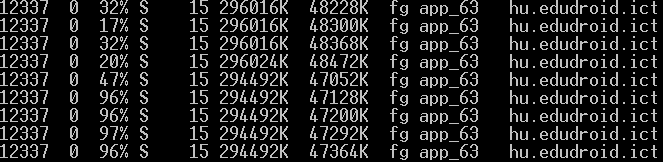 12337 0 32% S 15 296016K 48228K fg app_63 hu.edudroid.ict
12337 0 17% S 15 296016K 48300K fg app_63 hu.edudroid.ict
12337 0 32% S 15 296016K 48368K fg app_63 hu.edudroid.ict
12337 0 20% S 15 296024K 48472K fg app_63 hu.edudroid.ict
12337 0 47% S 15 294492K 47052K fg app_63 hu.edudroid.ict
12337 0 96% S 15 294492K 47128K fg app_63 hu.edudroid.ict
12337 0 96% S 15 294492K 47200K fg app_63 hu.edudroid.ict
12337 0 97% S 15 294492K 47292K fg app_63 hu.edudroid.ict
12337 0 96% S 15 294492K 47364K fg app_63 hu.edudroid.ict